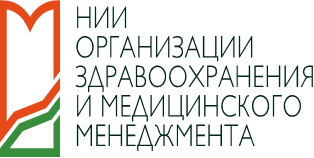 НИИ
ОРГАНИЗАЦИИ
ЗДРАВООХРАНЕНИЯ
И МЕДИЦИНСКОГО
МЕНЕДЖМЕНТА